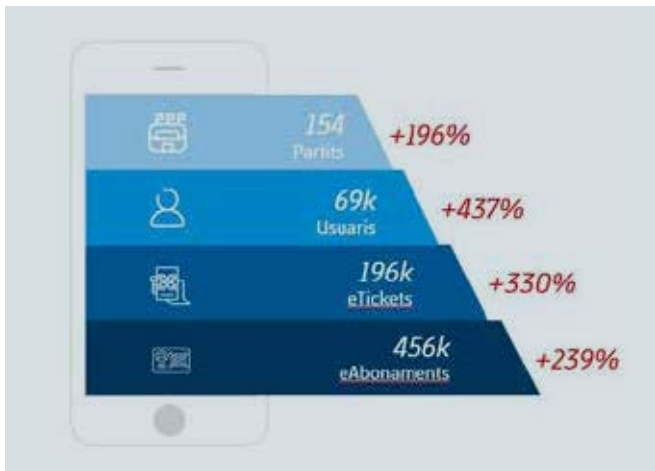 154
Partits
+196%
69k
Usuaris
+437%
196k
eTickets
+330%
456k
eAbonaments
+239%